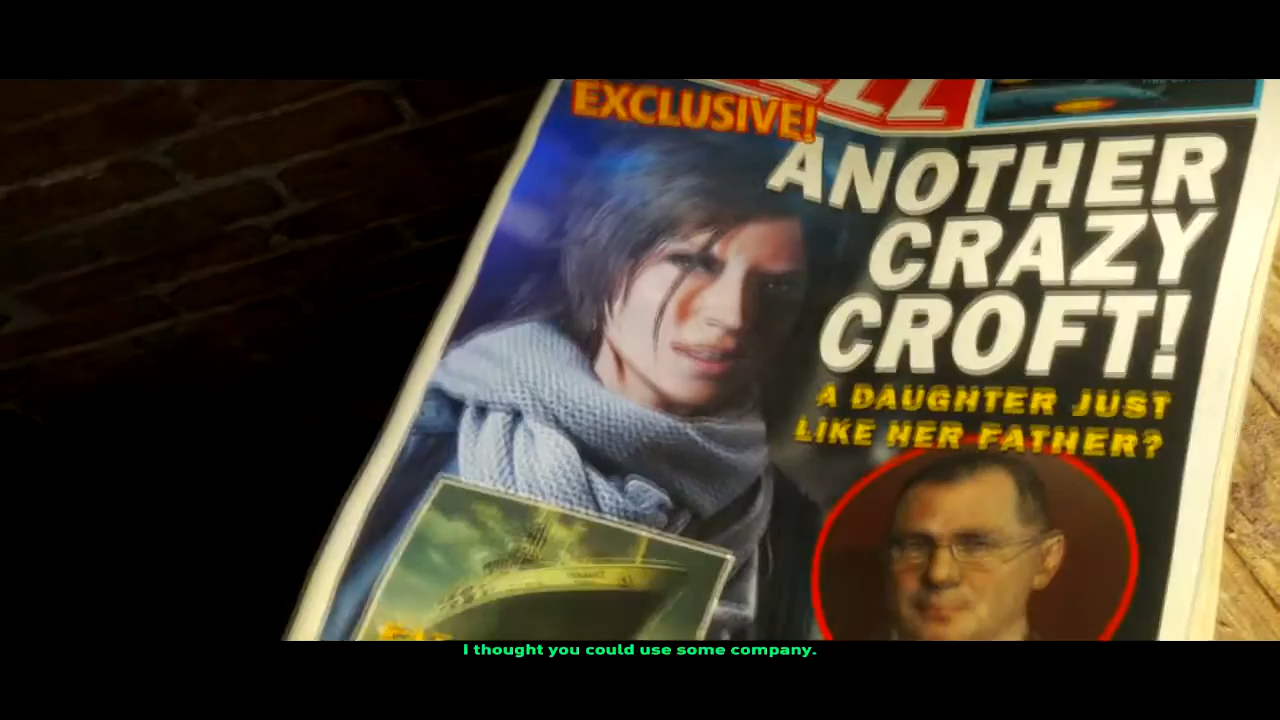 EXCLUSIVE!
ANOTHER
CRAZY
CROFT!
A DAUGHTER JUST
LIKE HER FATHER?
I thought you could use some company.